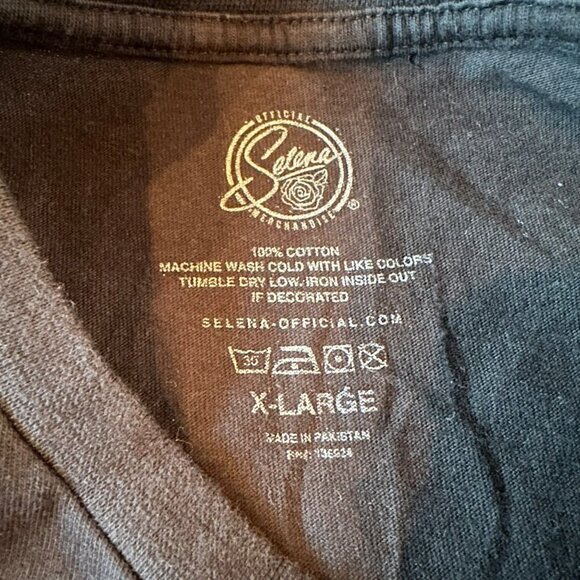 OFFICIAL
Selena
MERCHANDISE
®
100% COTTON
MACHINE WASH COLD WITH LIKE COLORS
TUMBLE DRY LOW. IRON INSIDE OUT
IF DECORATED
SELENA-OFFICIAL.COM
30
X-LARGE
MADE IN PAKISTAN